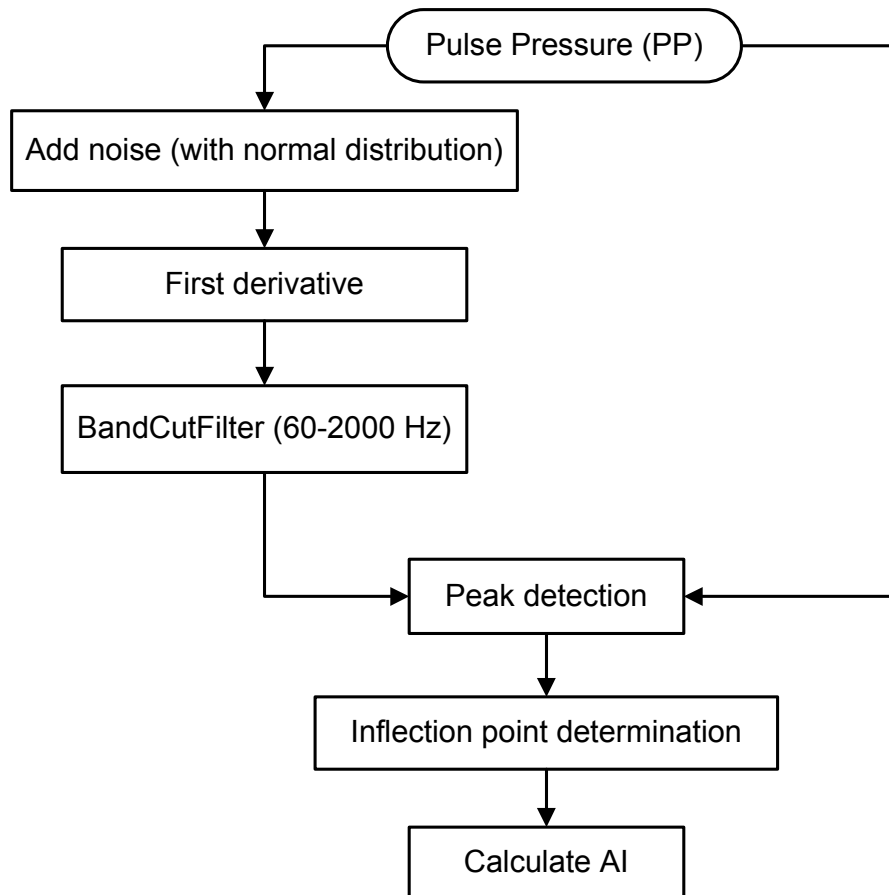 Pulse Pressure (PP)
Add noise (with normal distribution)
First derivative
BandCutFilter (60-2000 Hz)
Peak detection
Inflection point determination
Calculate AI